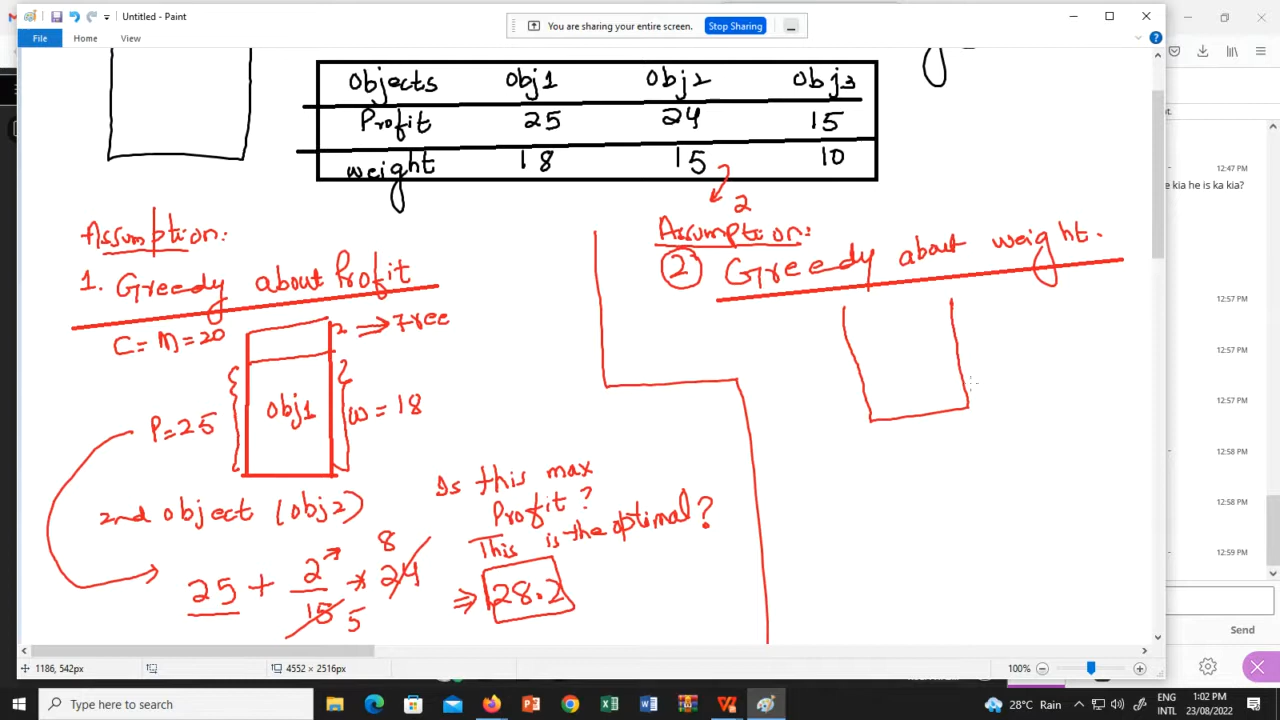 Untitled - Paint
You are sharing your entire screen.
Stop Sharing
File
Home
View
Objects Obj1 Obj2 Obj3
Profit 25 24 15
weight 18 15 10
2
Assumption:
1. Greedy about Profit
C = M = 20
2 ⇒ Free
P = 25
obj1
w = 18
2nd object (obj2)
25 + 2/15 * 24
8
5
⇒ 28.2
Is this max
Profit?
This is the optimal?
Assumption:
2 Greedy about weight.
12:47 PM
e kia he is ka kia?
12:57 PM
12:57 PM
12:57 PM
12:58 PM
12:58 PM
12:59 PM
Send
1186, 542px
4552 × 2516px
100%
Type here to search
28°C Rain
ENG
INTL
1:02 PM
23/08/2022